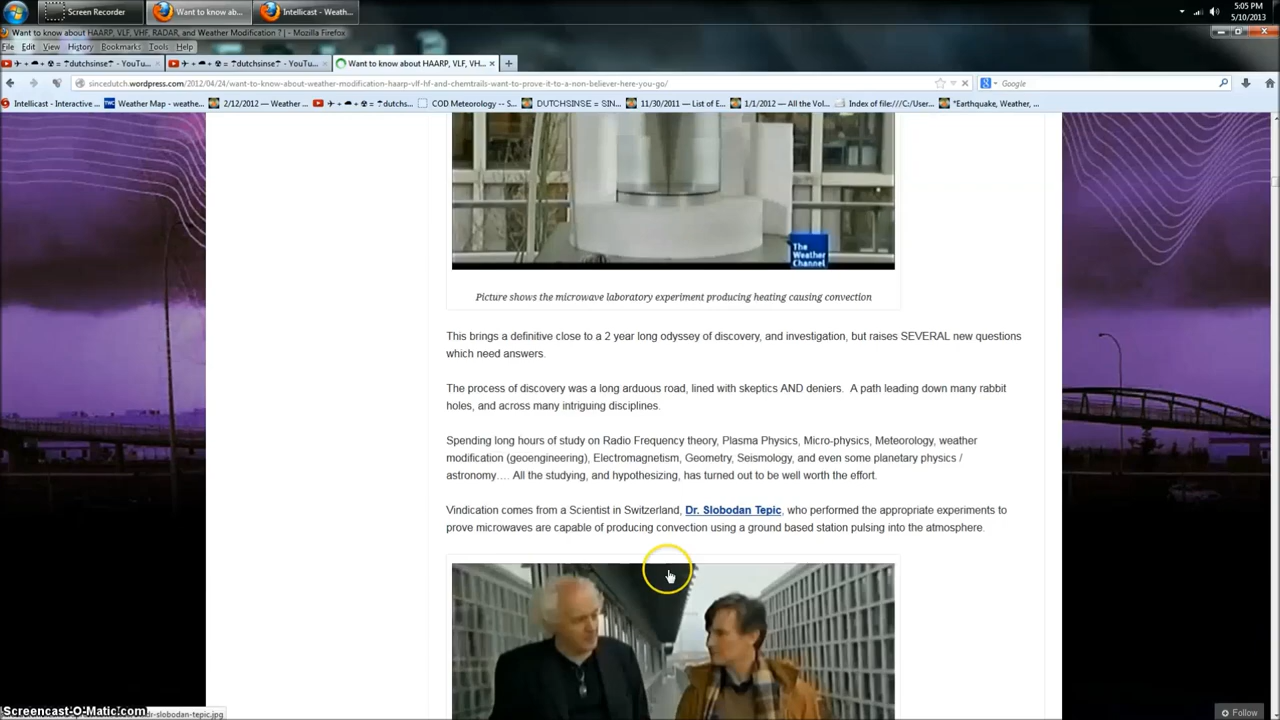 Screen Recorder
Want to know ab...
Intellicast - Weath...
5:05 PM
5/10/2013
Want to know about HAARP, VLF, VHF, RADAR, and Weather Modification ? | - Mozilla Firefox
File Edit View History Bookmarks Tools Help
=†dutchsinse† - YouTu...
=†dutchsinse† - YouTu...
Want to know about HAARP, VLF, VH...
sincedutch.wordpress.com/2012/04/24/want-to-know-about-weather-modification-haarp-vlf-hf-and-chemtrails-want-to-prove-it-to-a-non-believer-here-you-go/
Google
Intellicast - Interactive ...
Weather Map - weathe...
2/12/2012 — Weather ...
=†dutchs...
COD Meteorology -- S...
DUTCHSINSE = SIN...
11/30/2011 — List of E...
1/1/2012 — All the Vol...
Index of file:///C:/User...
*Earthquake, Weather, ...
The
Weather
Channel
Picture shows the microwave laboratory experiment producing heating causing convection
This brings a definitive close to a 2 year long odyssey of discovery, and investigation, but raises SEVERAL new questions
which need answers.
The process of discovery was a long arduous road, lined with skeptics AND deniers. A path leading down many rabbit
holes, and across many intriguing disciplines.
Spending long hours of study on Radio Frequency theory, Plasma Physics, Micro-physics, Meteorology, weather
modification (geoengineering), Electromagnetism, Geometry, Seismology, and even some planetary physics /
astronomy…. All the studying, and hypothesizing, has turned out to be well worth the effort.
Vindication comes from a Scientist in Switzerland, Dr. Slobodan Tepic, who performed the appropriate experiments to
prove microwaves are capable of producing convection using a ground based station pulsing into the atmosphere.
Screencast-O-Matic.com
dr-slobodan-tepic.jpg
Follow